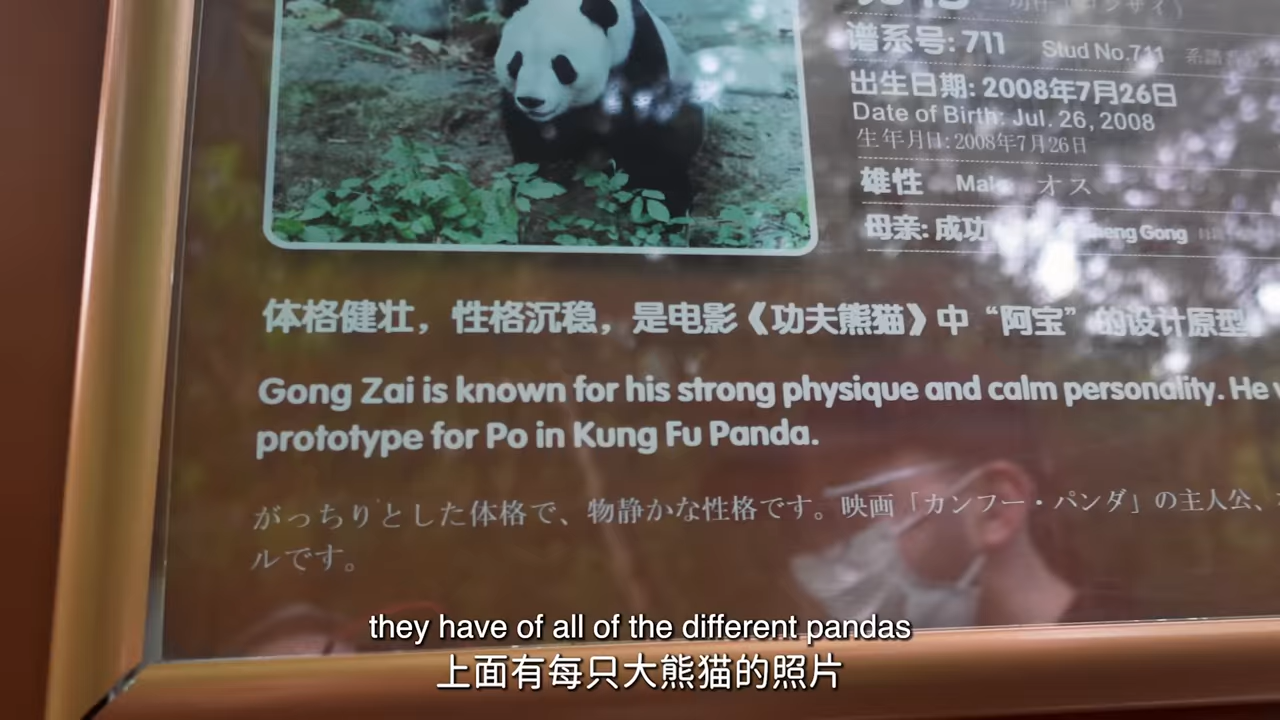 谱系号: 711 Stud No.711
出生日期: 2008年7月26日
Date of Birth: Jul. 26, 2008
生年月日: 2008年7月26日
雄性 Male オス
母亲: 成功 Cheng Gong
体格健壮，性格沉稳，是电影《功夫熊猫》中“阿宝”的设计原型
Gong Zai is known for his strong physique and calm personality. He
prototype for Po in Kung Fu Panda.
がっちりとした体格で、物静かな性格です。映画「カンフー・パンダ」の主人公、
ルです。
they have of all of the different pandas
上面有每只大熊猫的照片